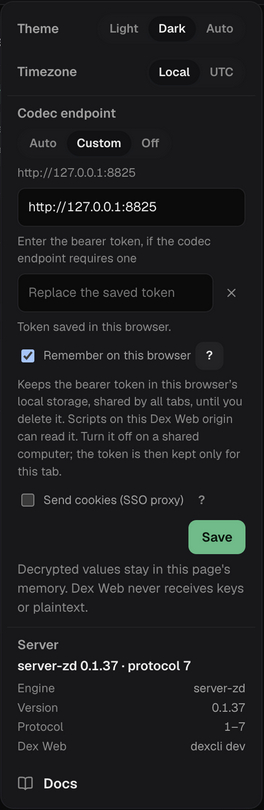 Theme Light Dark Auto
Timezone Local UTC
Codec endpoint
Auto Custom Off
http://127.0.0.1:8825
http://127.0.0.1:8825
Enter the bearer token, if the codec
endpoint requires one
Replace the saved token ×
Token saved in this browser.
Remember on this browser ?
Keeps the bearer token in this browser's
local storage, shared by all tabs, until you
delete it. Scripts on this Dex Web origin
can read it. Turn it off on a shared
computer; the token is then kept only for
this tab.
Send cookies (SSO proxy) ?
Save
Decrypted values stay in this page's
memory. Dex Web never receives keys
or plaintext.
Server
server-zd 0.1.37 · protocol 7
Engine server-zd
Version 0.1.37
Protocol 1–7
Dex Web dexcli dev
Docs